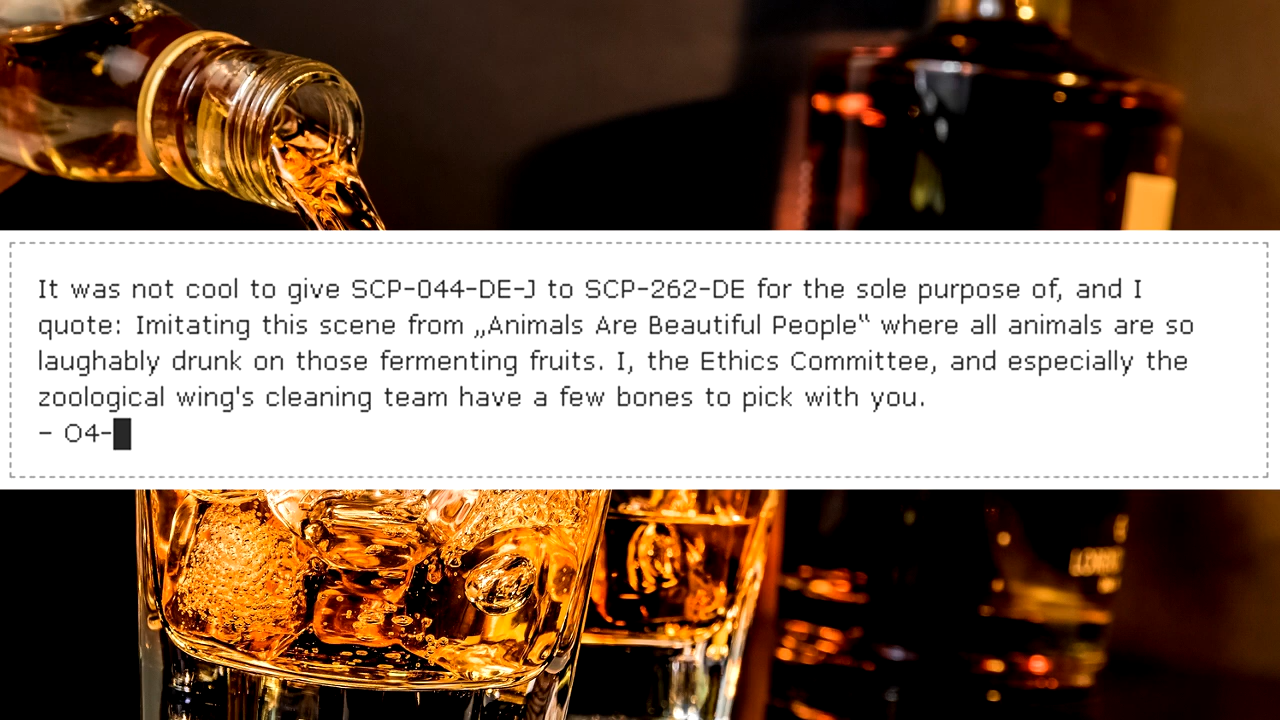 It was not cool to give SCP-044-DE-J to SCP-262-DE for the sole purpose of, and I
quote: Imitating this scene from „Animals Are Beautiful People‟ where all animals are so
laughably drunk on those fermenting fruits. I, the Ethics Committee, and especially the
zoological wing's cleaning team have a few bones to pick with you.
- O4-█